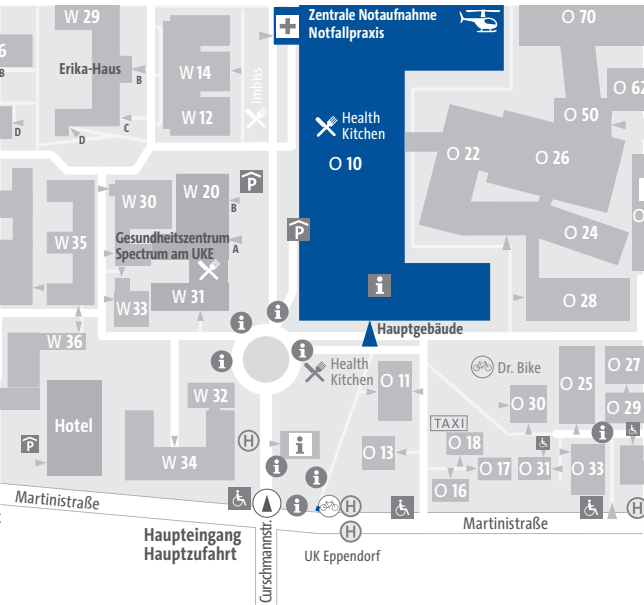 W 29
Zentrale Notaufnahme
Notfallpraxis
O 70
6
B
Erika-Haus
B
W 14
Imbiss
O 62
W 12
C
D
D
Health
Kitchen
O 50
O 10
O 22
O 26
P
W 30
W 20
B
P
O 24
W 35
Gesundheitszentrum
Spectrum am UKE
A
i
W 33
W 31
O 28
i
i
Hauptgebäude
W 36
i
i
Health
Kitchen
O 11
Dr. Bike
O 27
O 25
W 32
O 30
O 29
Hotel
TAXI
P
H
i
O 18
i
W 34
O 13
O 17
O 31
O 33
i
i
O 16
Martinistraße
i
H
H
Haupteingang
Hauptzufahrt
Curschmannstr.
H
UK Eppendorf
Martinistraße